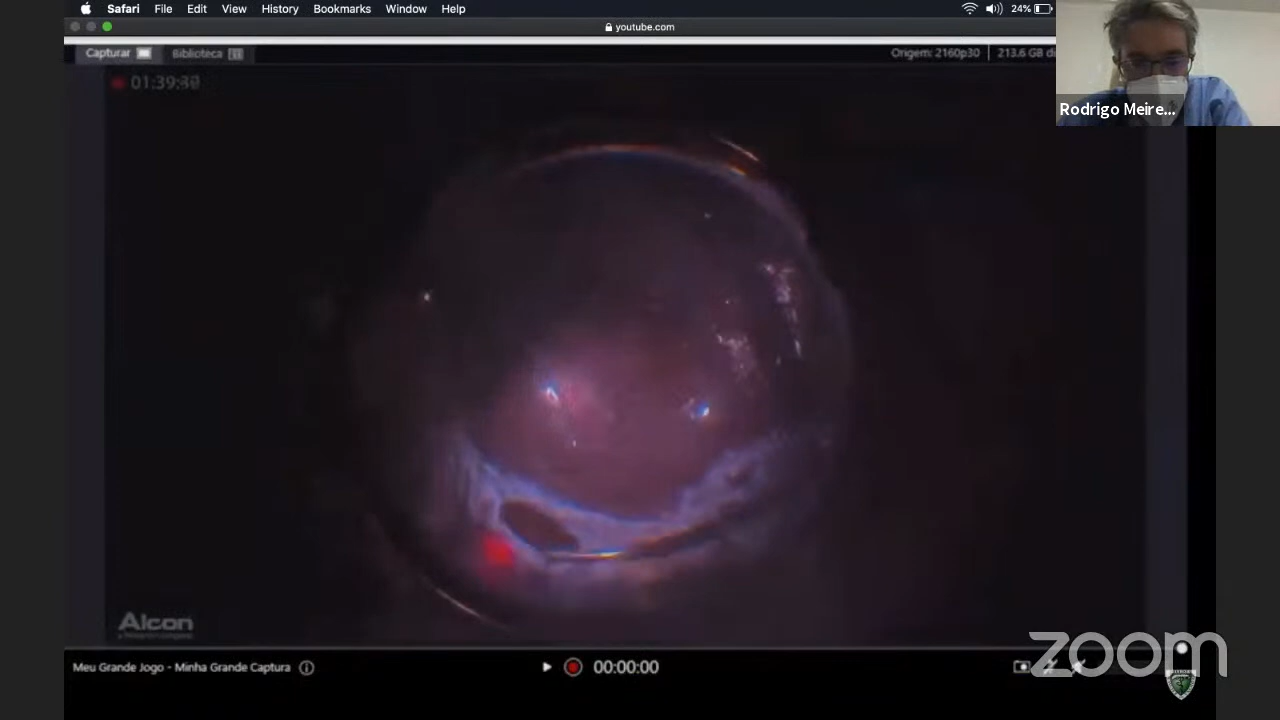 Safari File Edit View History Bookmarks Window Help 24%
youtube.com
Capturar Biblioteca Origem: 2160p30 213.6 GB di
01:39:
Rodrigo Meire...
Alcon
Meu Grande Jogo - Minha Grande Captura 00:00:00
zoom